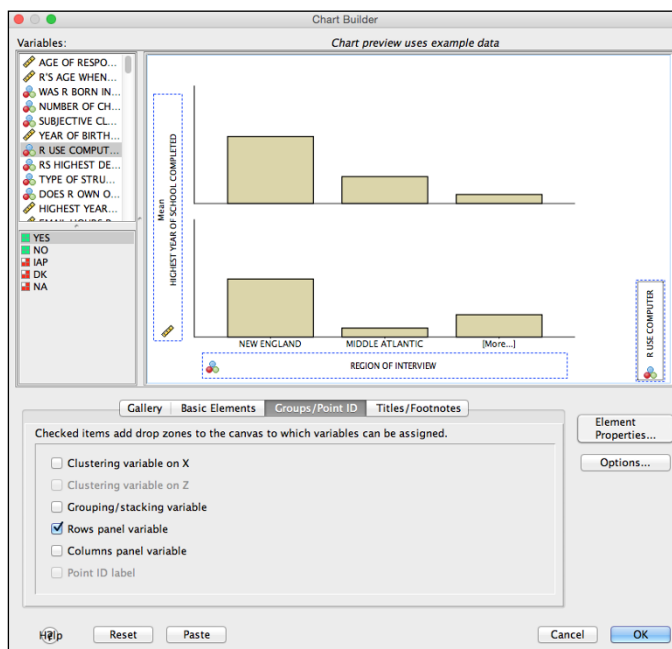 Chart Builder
Variables:
Chart preview uses example data
AGE OF RESPO...
R'S AGE WHEN...
WAS R BORN IN...
NUMBER OF CH...
SUBJECTIVE CL...
YEAR OF BIRTH...
R USE COMPUT...
RS HIGHEST DE...
TYPE OF STRU...
DOES R OWN O...
HIGHEST YEAR...
YES
NO
IAP
DK
NA
Mean
HIGHEST YEAR OF SCHOOL COMPLETED
NEW ENGLAND MIDDLE ATLANTIC [More...]
REGION OF INTERVIEW
R USE COMPUTER
Gallery Basic Elements Groups/Point ID Titles/Footnotes
Checked items add drop zones to the canvas to which variables can be assigned.
Clustering variable on X
Clustering variable on Z
Grouping/stacking variable
Rows panel variable
Columns panel variable
Point ID label
Element
Properties...
Options...
Help Reset Paste Cancel OK